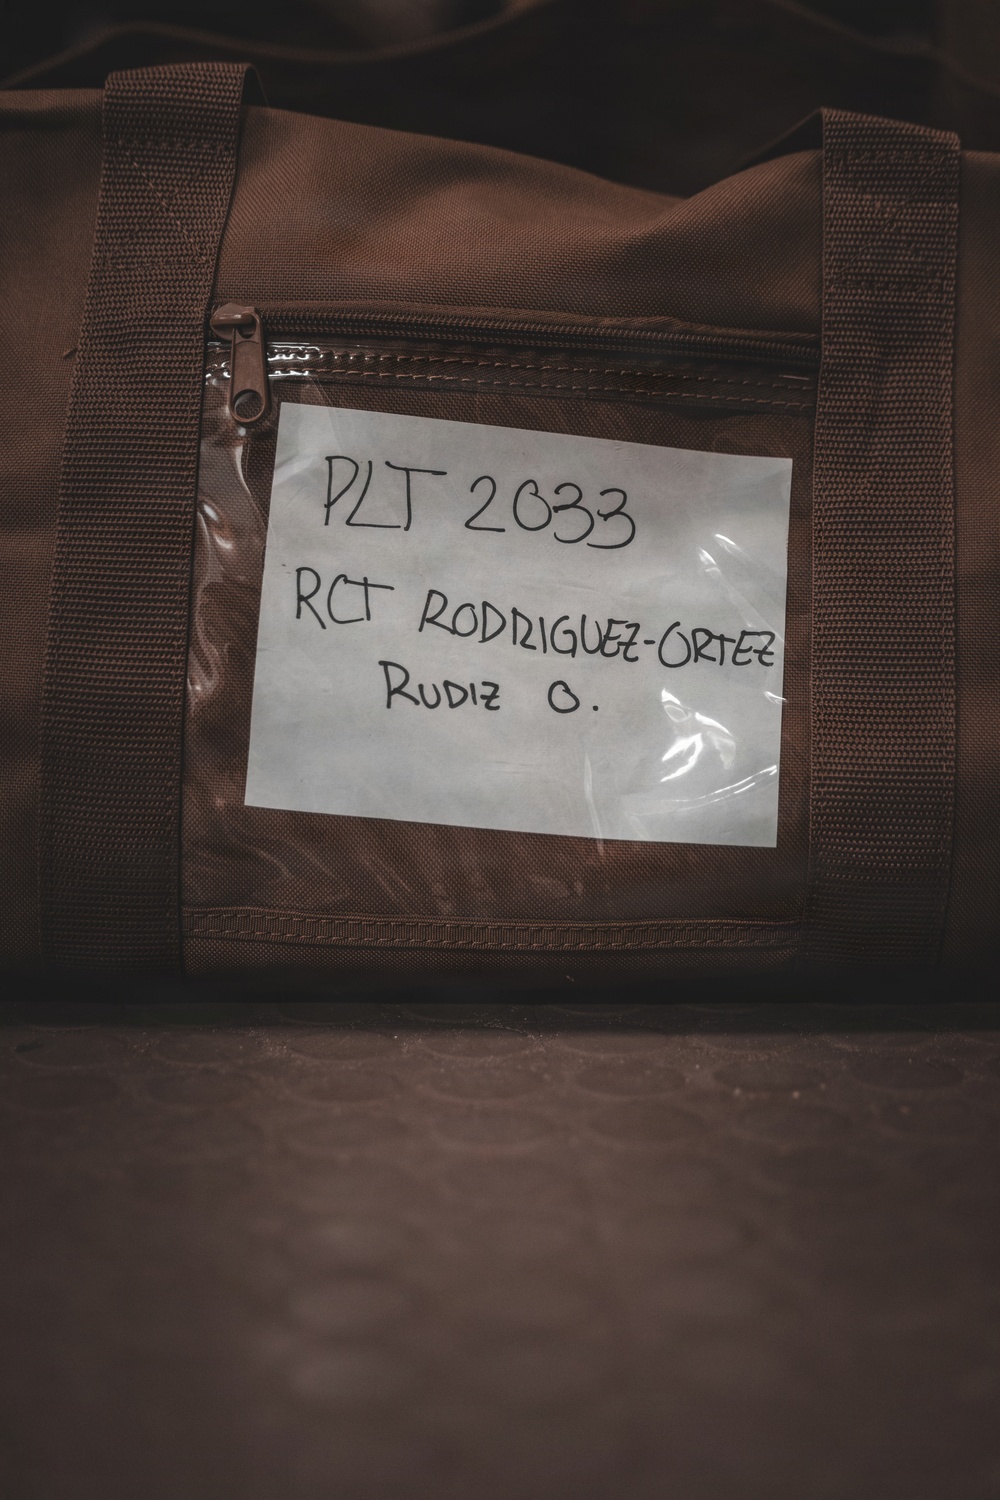 PLT 2033
RCT RODRIGUEZ-ORTEZ
RUDIZ O.